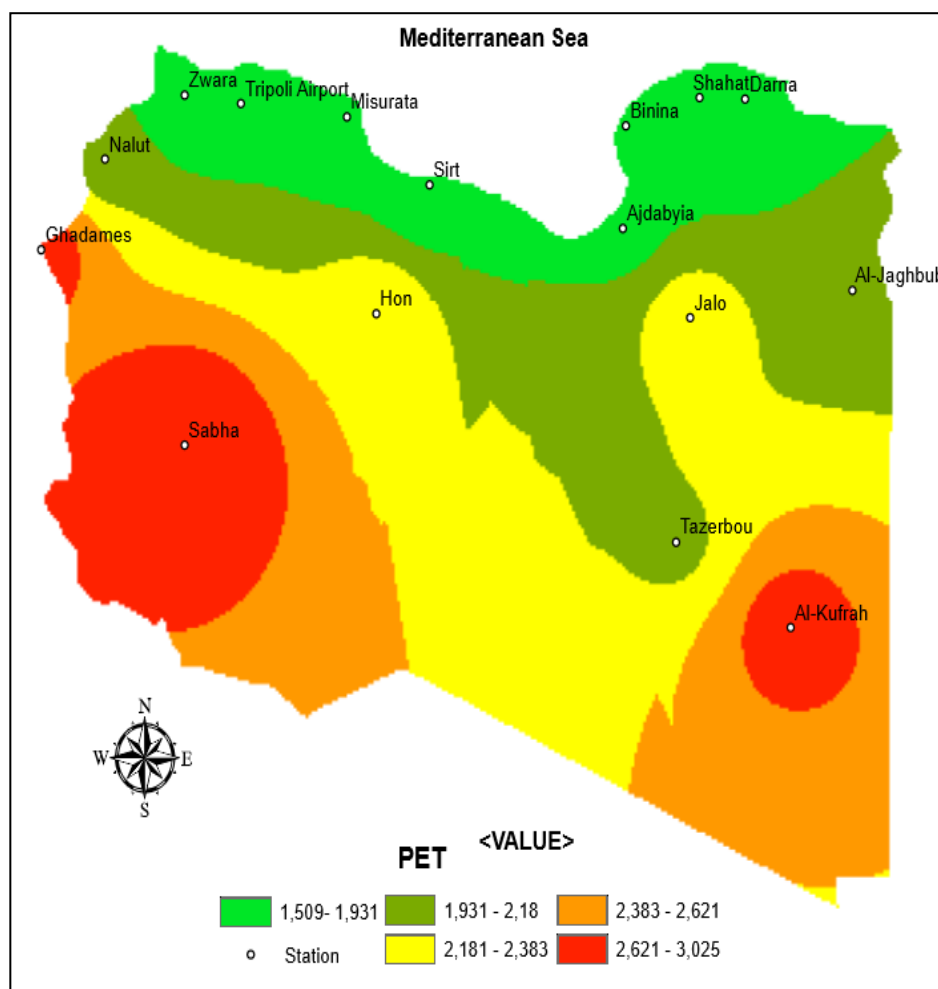 Mediterranean Sea
Zwara
Tripoli Airport
Misurata
Shahat
Darna
Binina
Nalut
Sirt
Ajdabyia
Ghadames
Al-Jaghbub
Hon
Jalo
Sabha
Tazerbou
Al-Kufrah
N
W E
S
PET <VALUE>
1,509- 1,931 1,931 - 2,18 2,383 - 2,621
Station 2,181 - 2,383 2,621 - 3,025